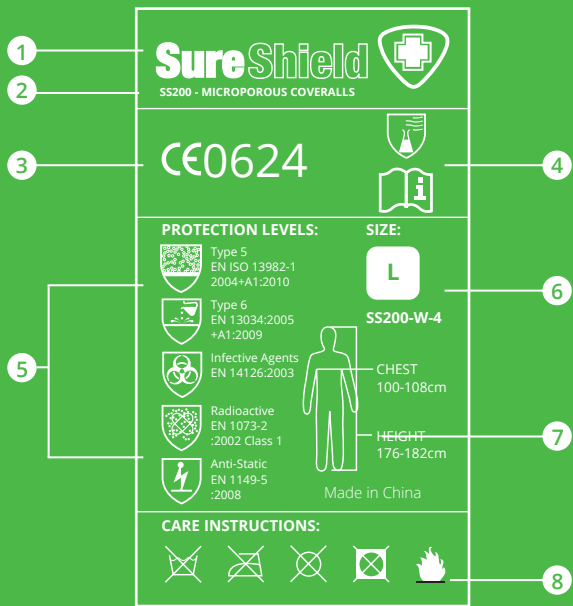 SureShield
SS200 - MICROPOROUS COVERALLS
CE0624
i
PROTECTION LEVELS:
Type 5
EN ISO 13982-1
2004+A1:2010
Type 6
EN 13034:2005
+A1:2009
Infective Agents
EN 14126:2003
Radioactive
EN 1073-2
:2002 Class 1
Anti-Static
EN 1149-5
:2008
SIZE:
L
SS200-W-4
CHEST
100-108cm
HEIGHT
176-182cm
Made in China
CARE INSTRUCTIONS:
1
2
3
4
5
6
7
8